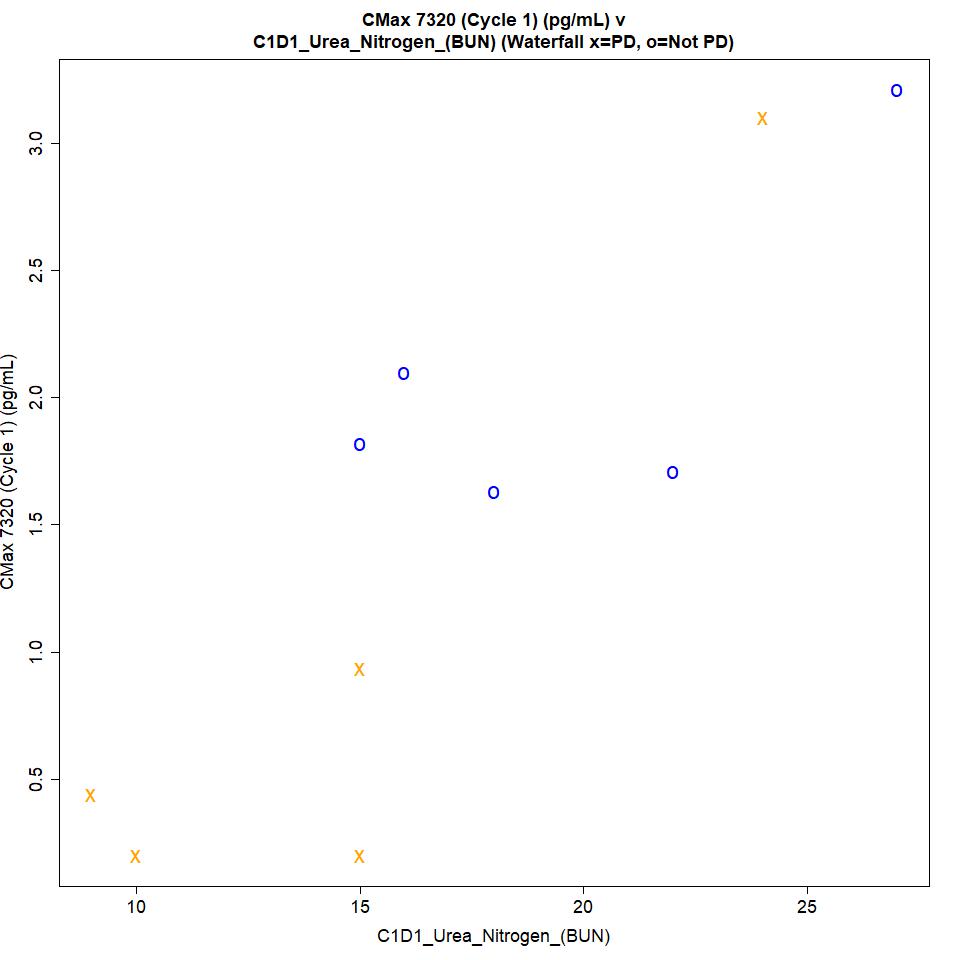 CMax 7320 (Cycle 1) (pg/mL) v
C1D1_Urea_Nitrogen_(BUN) (Waterfall x=PD, o=Not PD)
CMax 7320 (Cycle 1) (pg/mL)
3.0
2.5
2.0
1.5
1.0
0.5
O
X
O
O
O
O
X
X
X
X
10 15 20 25
C1D1_Urea_Nitrogen_(BUN)